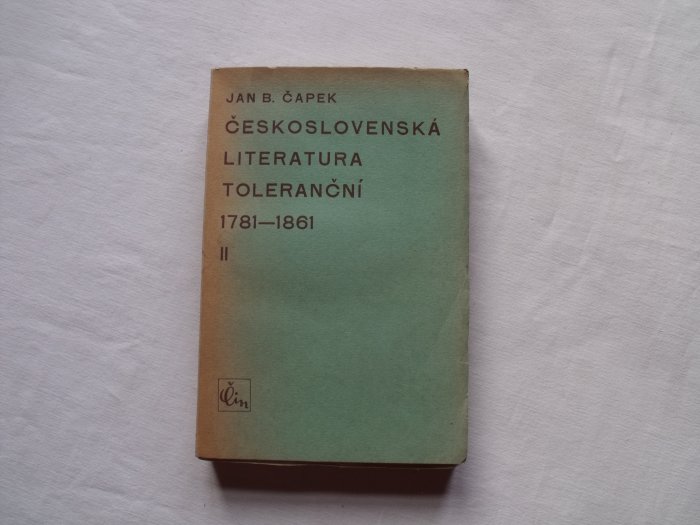 JAN B. ČAPEK
ČESKOSLOVENSKÁ
LITERATURA
TOLERANČNÍ
1781—1861
II
Čin